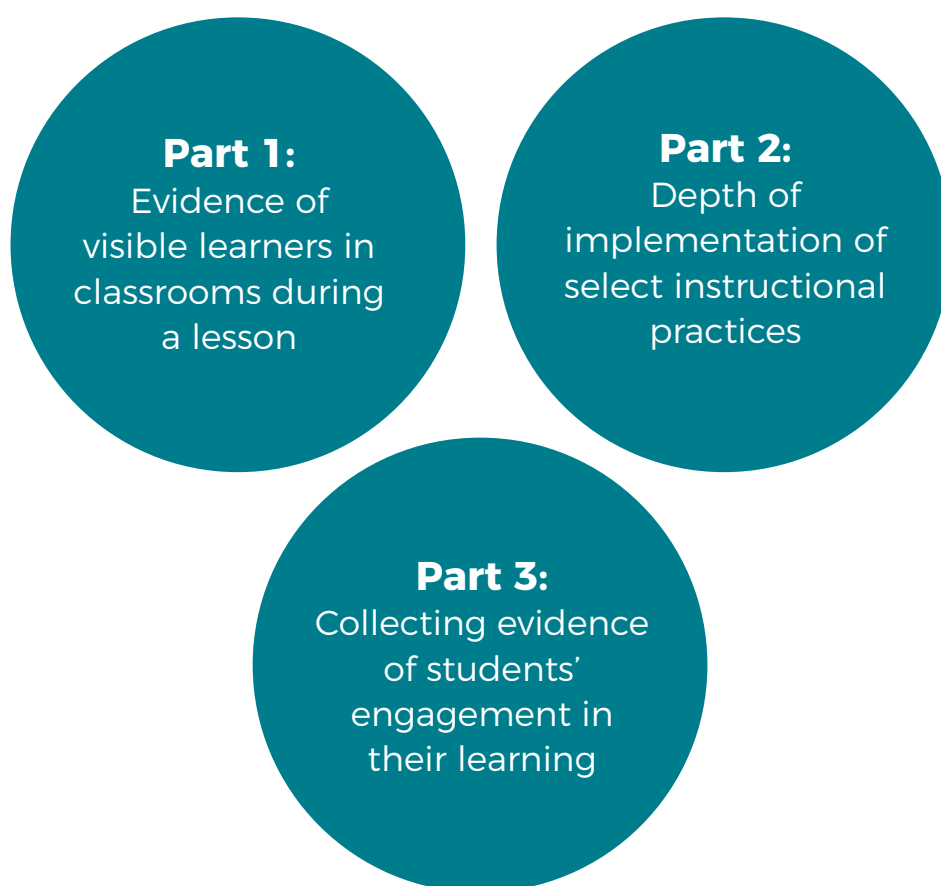 Part 1:
Evidence of
visible learners in
classrooms during
a lesson
Part 2:
Depth of
implementation of
select instructional
practices
Part 3:
Collecting evidence
of students’
engagement in
their learning